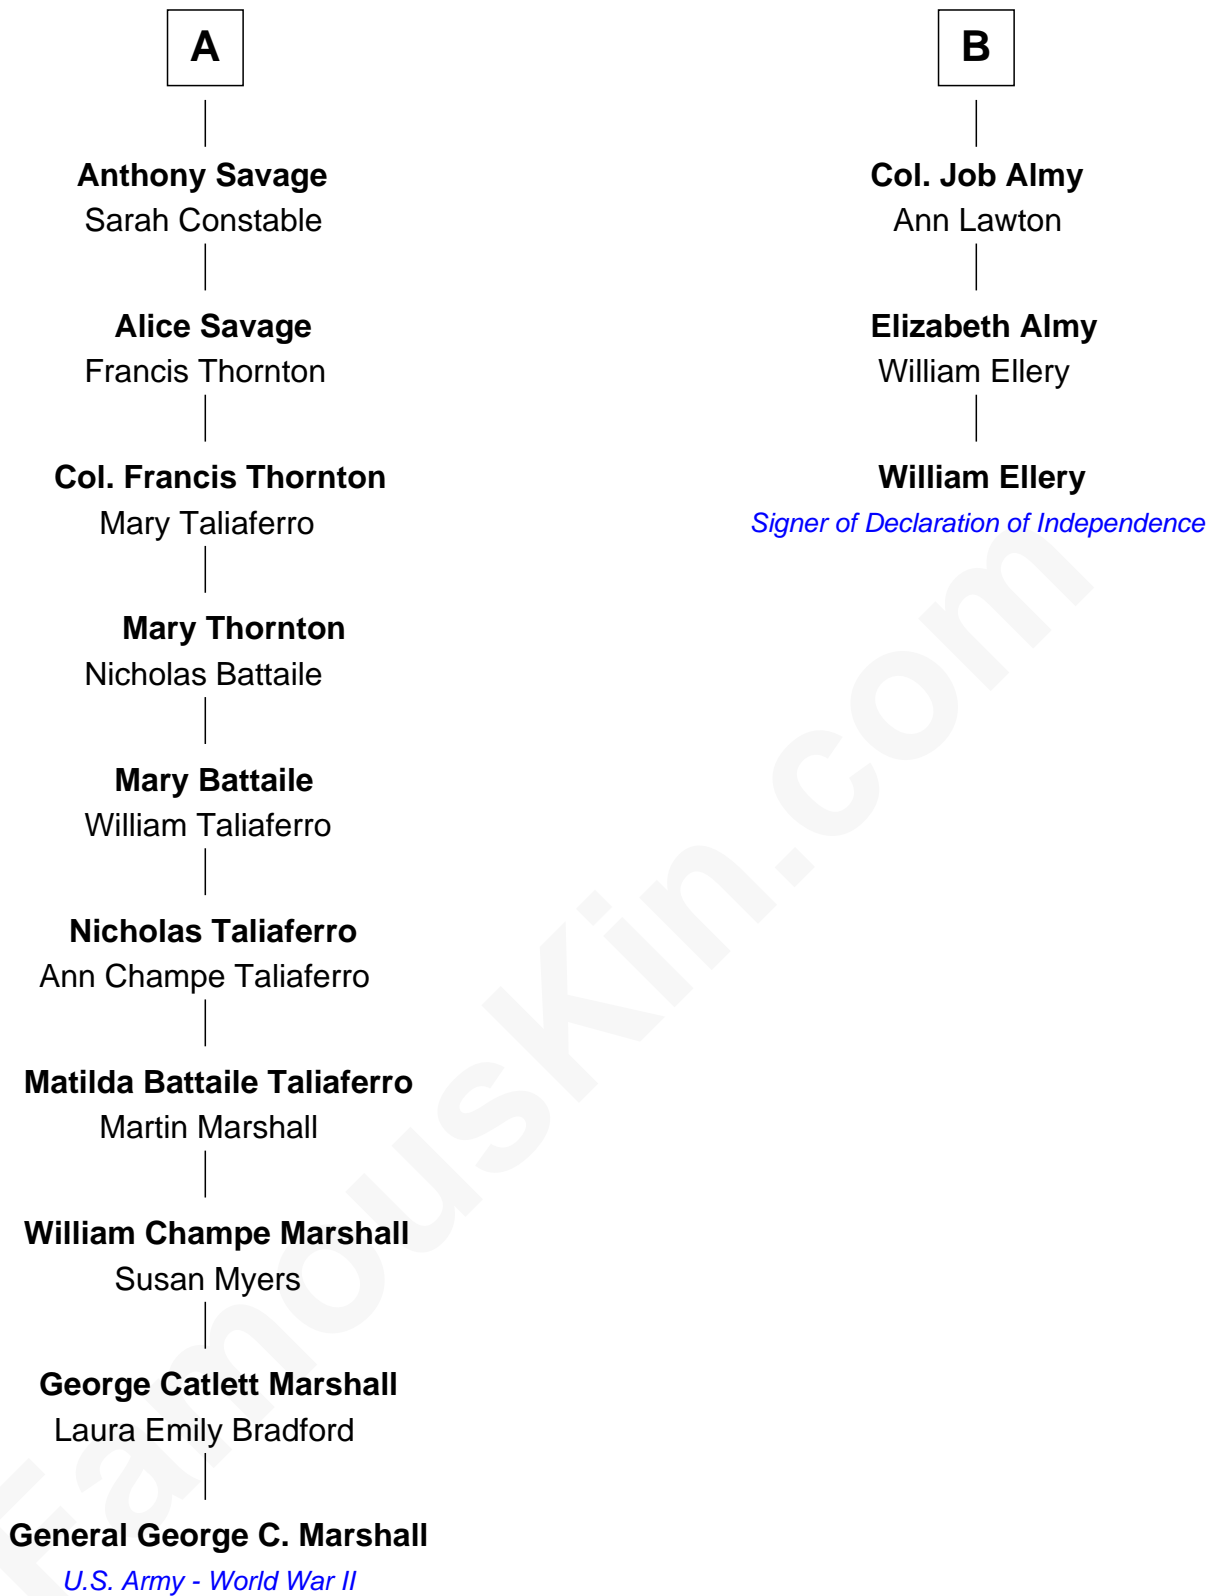 A
Anthony Savage
Sarah Constable
Alice Savage
Francis Thornton
Col. Francis Thornton
Mary Taliaferro
Mary Thornton
Nicholas Battaile
Mary Battaile
William Taliaferro
Nicholas Taliaferro
Ann Champe Taliaferro
Matilda Battaile Taliaferro
Martin Marshall
William Champe Marshall
Susan Myers
George Catlett Marshall
Laura Emily Bradford
General George C. Marshall
U.S. Army - World War II
B
Col. Job Almy
Ann Lawton
Elizabeth Almy
William Ellery
William Ellery
Signer of Declaration of Independence
FamousKin.com